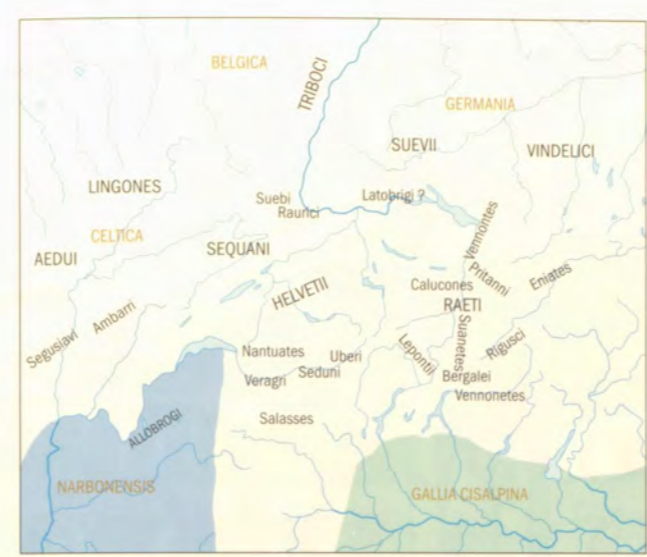 BELGICA
TRIBOCI
GERMANIA
SUEVII
VINDELICI
LINGONES
Suebi
Raurici
Latobrigi ?
CELTICA
AEDUI
SEQUANI
Vennontes
Pritanni
Eniates
HELVETII
Calucones
RAETI
Ambarri
Segusiavi
Nantuates
Uberi
Lepontii
Suanetes
Rigusci
Veragri
Seduni
Bergalei
Vennonetes
Salasses
ALLOBROGI
NARBONENSIS
GALLIA CISALPINA